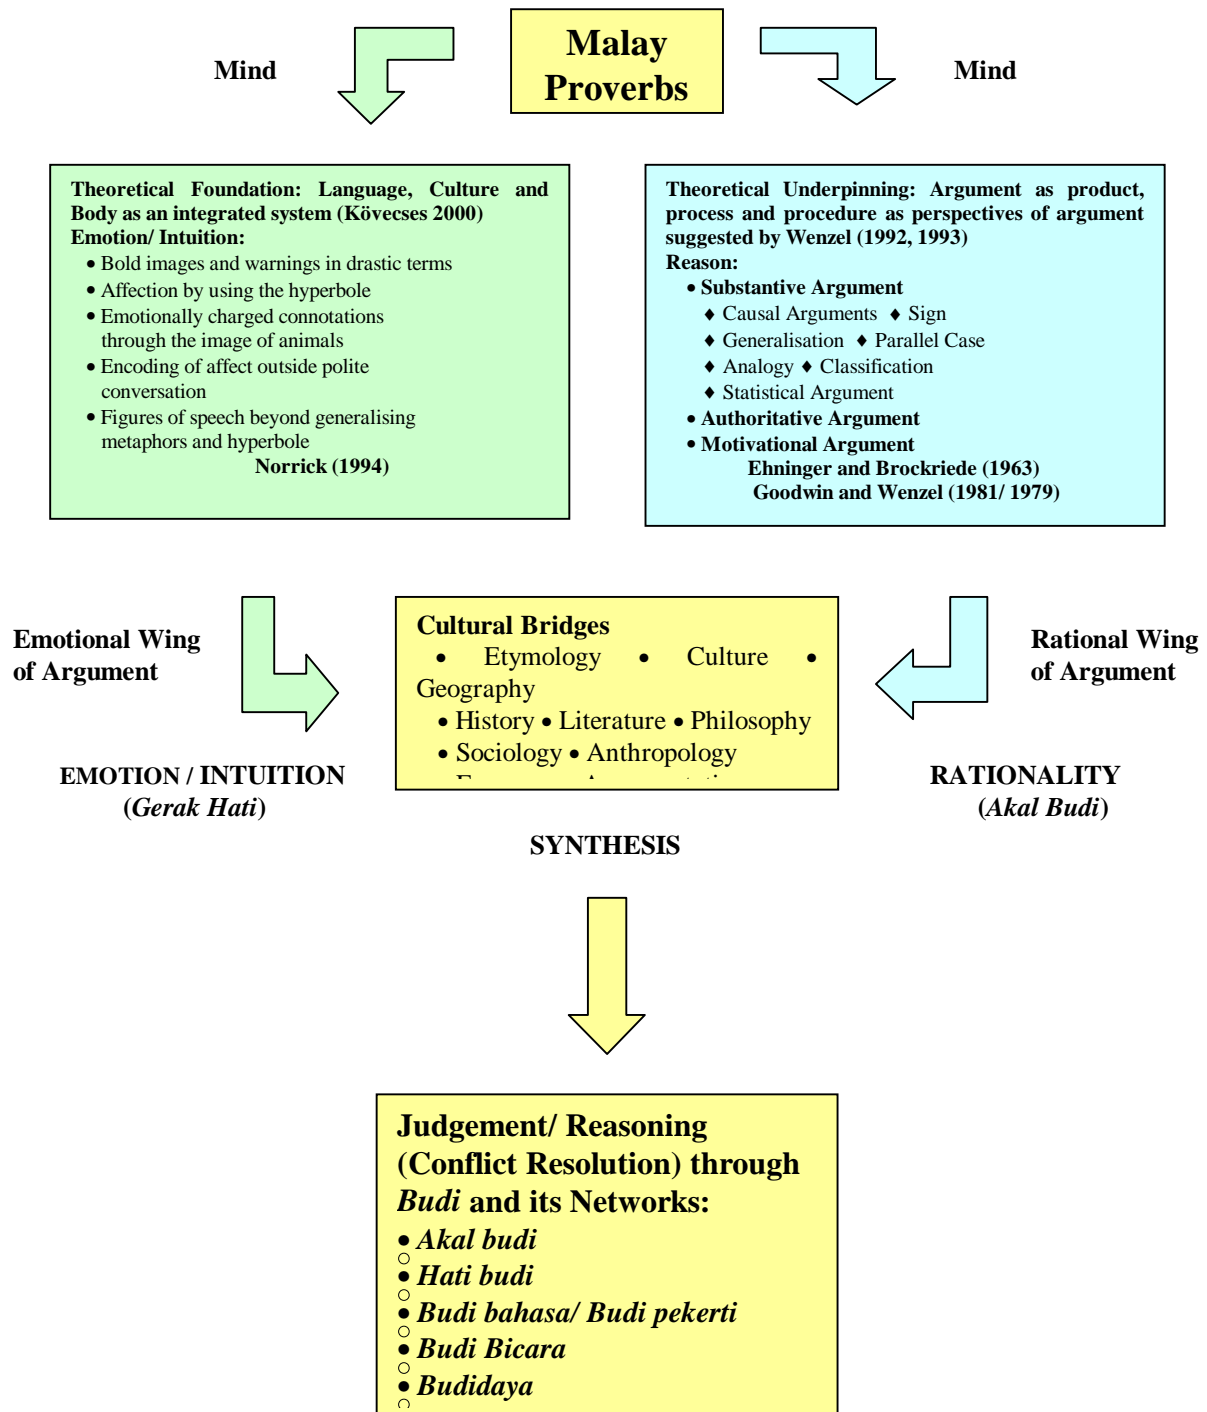 Malay
Proverbs
Mind
Mind
Theoretical Foundation: Language, Culture and
Body as an integrated system (Kövecses 2000)
Emotion/ Intuition:
• Bold images and warnings in drastic terms
• Affection by using the hyperbole
• Emotionally charged connotations
through the image of animals
• Encoding of affect outside polite
conversation
• Figures of speech beyond generalising
metaphors and hyperbole
Norrick (1994)
Theoretical Underpinning: Argument as product,
process and procedure as perspectives of argument
suggested by Wenzel (1992, 1993)
Reason:
• Substantive Argument
♦ Causal Arguments ♦ Sign
♦ Generalisation ♦ Parallel Case
♦ Analogy ♦ Classification
♦ Statistical Argument
• Authoritative Argument
• Motivational Argument
Ehninger and Brockriede (1963)
Goodwin and Wenzel (1981/ 1979)
Emotional Wing
of Argument
EMOTION / INTUITION
(Gerak Hati)
Cultural Bridges
• Etymology • Culture •
Geography
• History • Literature • Philosophy
• Sociology • Anthropology
Rational Wing
of Argument
RATIONALITY
(Akal Budi)
SYNTHESIS
Judgement/ Reasoning
(Conflict Resolution) through
Budi and its Networks:
• Akal budi
○
• Hati budi
○
• Budi bahasa/ Budi pekerti
○
• Budi Bicara
○
• Budidaya
○